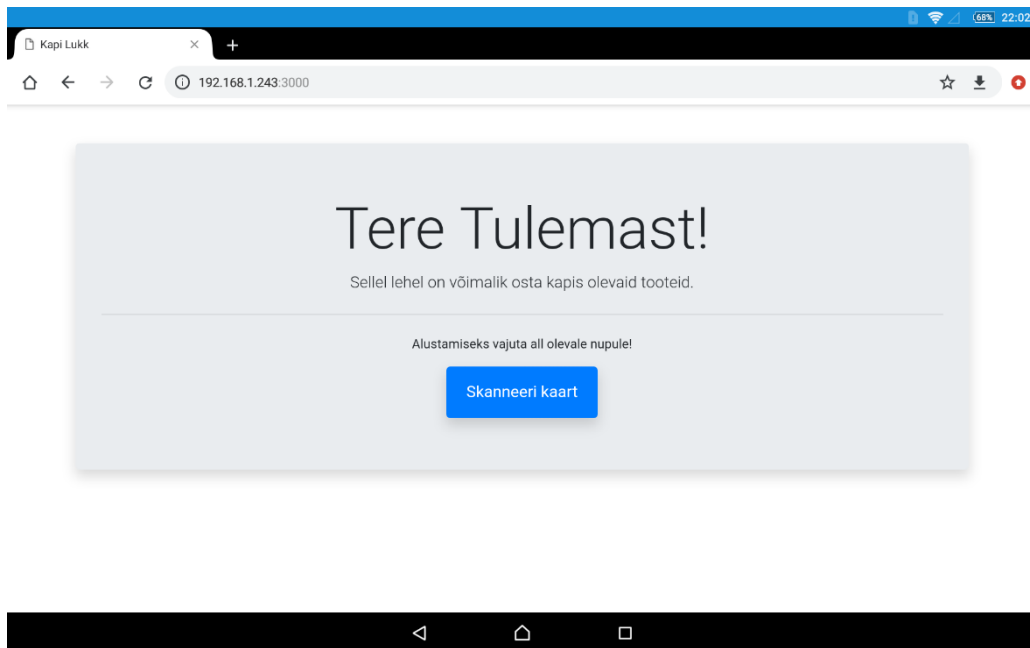 68% 22:02
Kapi Lukk
192.168.1.243:3000
Tere Tulemast!
Sellel lehel on võimalik osta kapis olevaid tooteid.
Alustamiseks vajuta all olevale nupule!
Skanneeri kaart